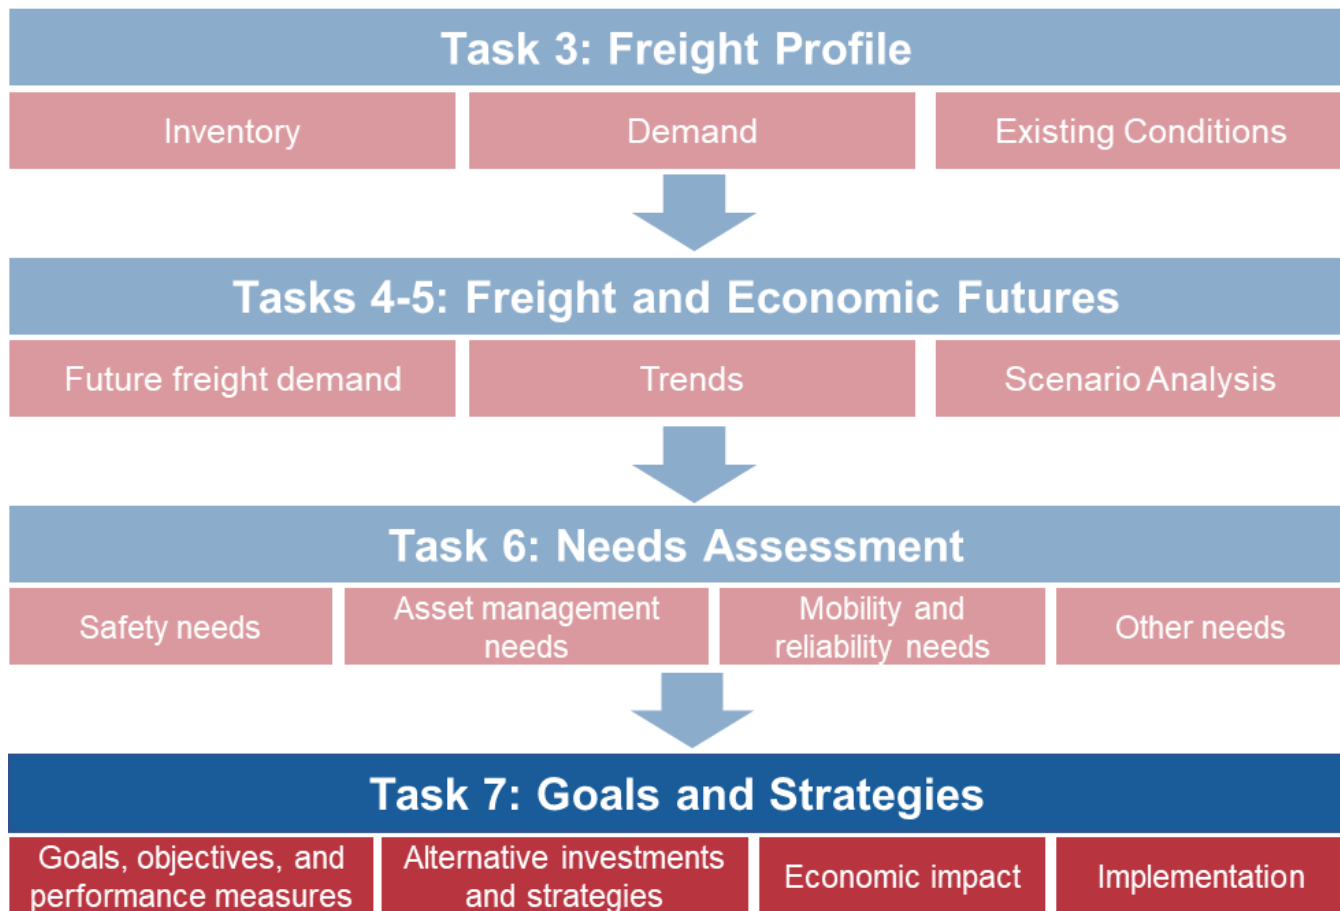 Task 3: Freight Profile
Inventory
Demand
Existing Conditions
Tasks 4-5: Freight and Economic Futures
Future freight demand
Trends
Scenario Analysis
Task 6: Needs Assessment
Safety needs
Asset management
needs
Mobility and
reliability needs
Other needs
Task 7: Goals and Strategies
Goals, objectives, and
performance measures
Alternative investments
and strategies
Economic impact
Implementation